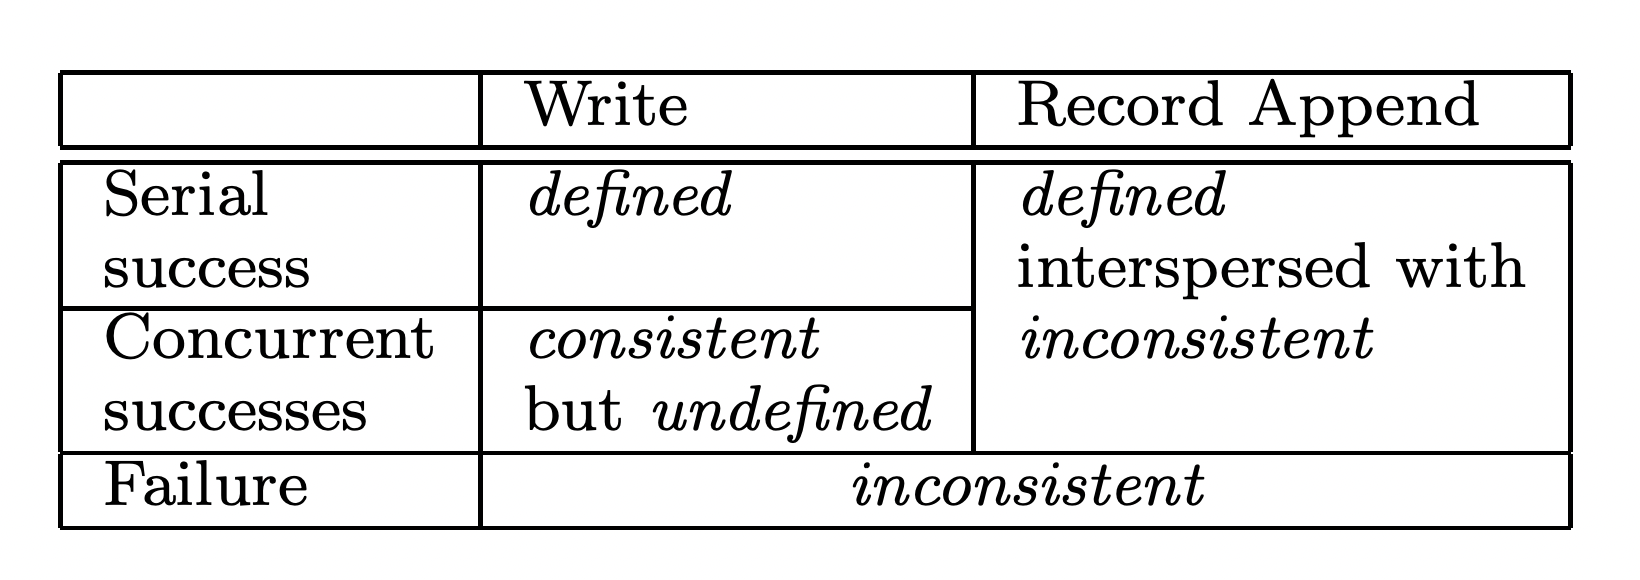 Write
Record Append
Serial
success
defined
defined
interspersed with
inconsistent
Concurrent
successes
consistent
but undefined
Failure
inconsistent